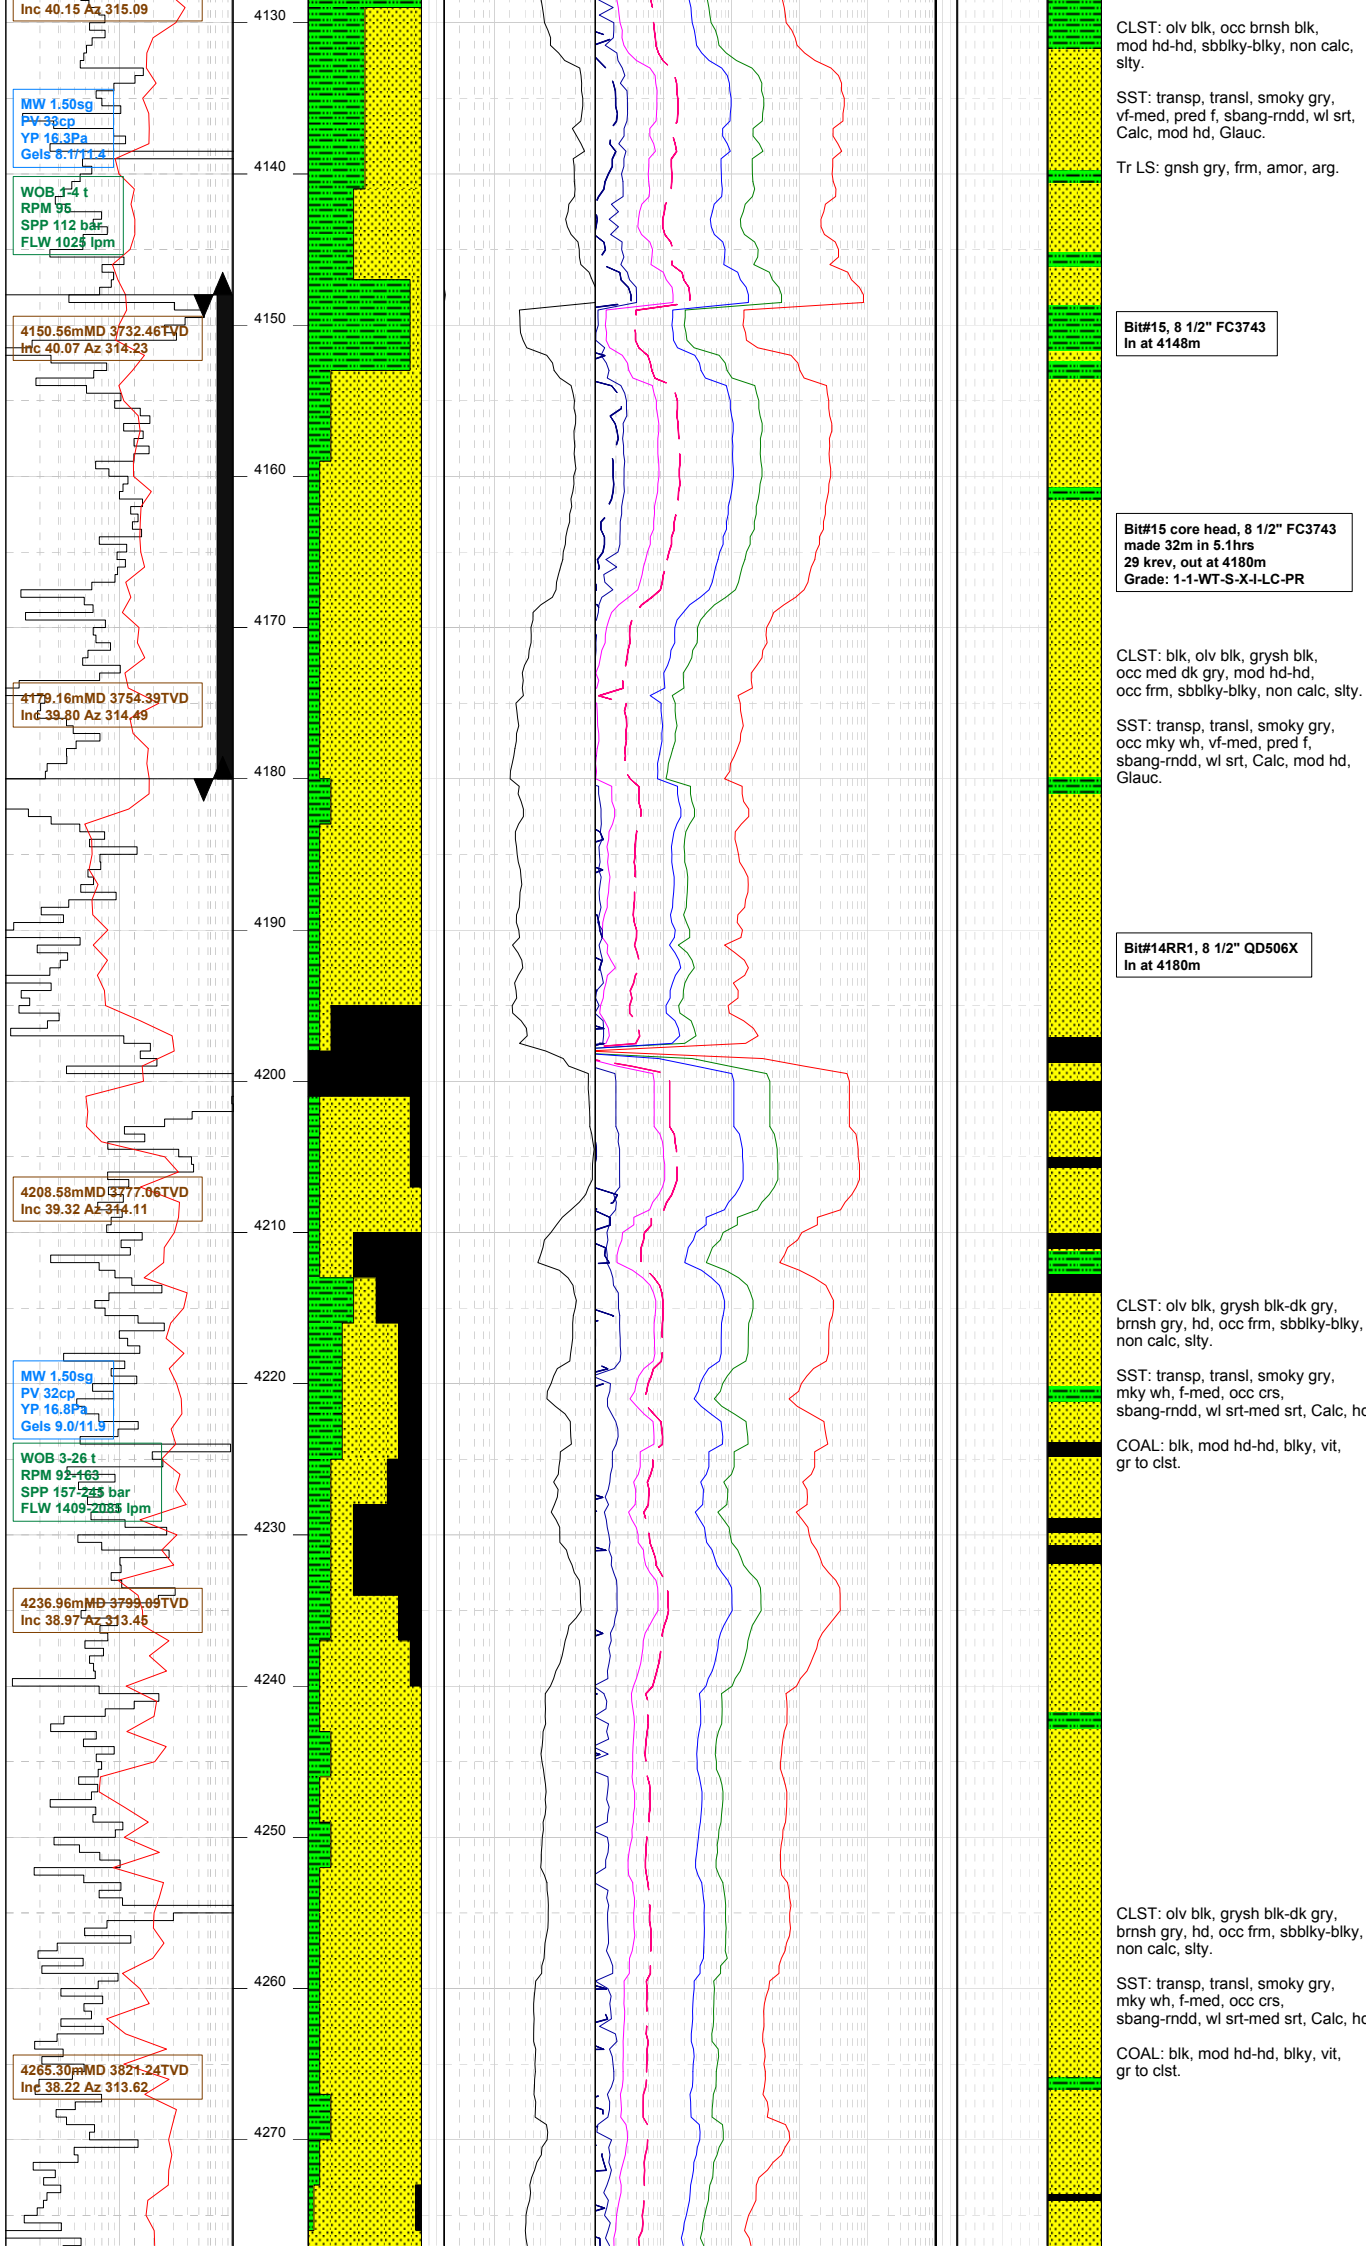 Inc 40.15 Az 315.09
MW 1.50sg
PV 33cp
YP 16.3Pa
Gels 8.1/11.4
WOB 1-4 t
RPM 95
SPP 112 bar
FLW 1025 lpm
4150.56mMD 3732.46TVD
Inc 40.07 Az 314.23
4179.16mMD 3754.39TVD
Inc 39.80 Az 314.49
4208.58mMD 3777.06TVD
Inc 39.32 Az 314.11
MW 1.50sg
PV 32cp
YP 16.8Pa
Gels 9.0/11.9
WOB 3-26 t
RPM 92-163
SPP 157-245 bar
FLW 1409-2085 lpm
4236.96mMD 3799.09TVD
Inc 38.97 Az 313.45
4265.30mMD 3821.24TVD
Inc 38.22 Az 313.62
4130
4140
4150
4160
4170
4180
4190
4200
4210
4220
4230
4240
4250
4260
4270
CLST: olv blk, occ brnsh blk,
mod hd-hd, sbblky-blky, non calc,
slty.
SST: transp, transl, smoky gry,
vf-med, pred f, sbang-rndd, wl srt,
Calc, mod hd, Glauc.
Tr LS: gnsh gry, frm, amor, arg.
Bit#15, 8 1/2" FC3743
In at 4148m
Bit#15 core head, 8 1/2" FC3743
made 32m in 5.1hrs
29 krev, out at 4180m
Grade: 1-1-WT-S-X-I-LC-PR
CLST: blk, olv blk, grysh blk,
occ med dk gry, mod hd-hd,
occ frm, sbblky-blky, non calc, slty.
SST: transp, transl, smoky gry,
occ mky wh, vf-med, pred f,
sbang-rndd, wl srt, Calc, mod hd,
Glauc.
Bit#14RR1, 8 1/2" QD506X
In at 4180m
CLST: olv blk, grysh blk-dk gry,
brnsh gry, hd, occ frm, sbblky-blky,
non calc, slty.
SST: transp, transl, smoky gry,
mky wh, f-med, occ crs,
sbang-rndd, wl srt-med srt, Calc, hd
COAL: blk, mod hd-hd, blky, vit,
gr to clst.
CLST: olv blk, grysh blk-dk gry,
brnsh gry, hd, occ frm, sbblky-blky,
non calc, slty.
SST: transp, transl, smoky gry,
mky wh, f-med, occ crs,
sbang-rndd, wl srt-med srt, Calc, hd
COAL: blk, mod hd-hd, blky, vit,
gr to clst.